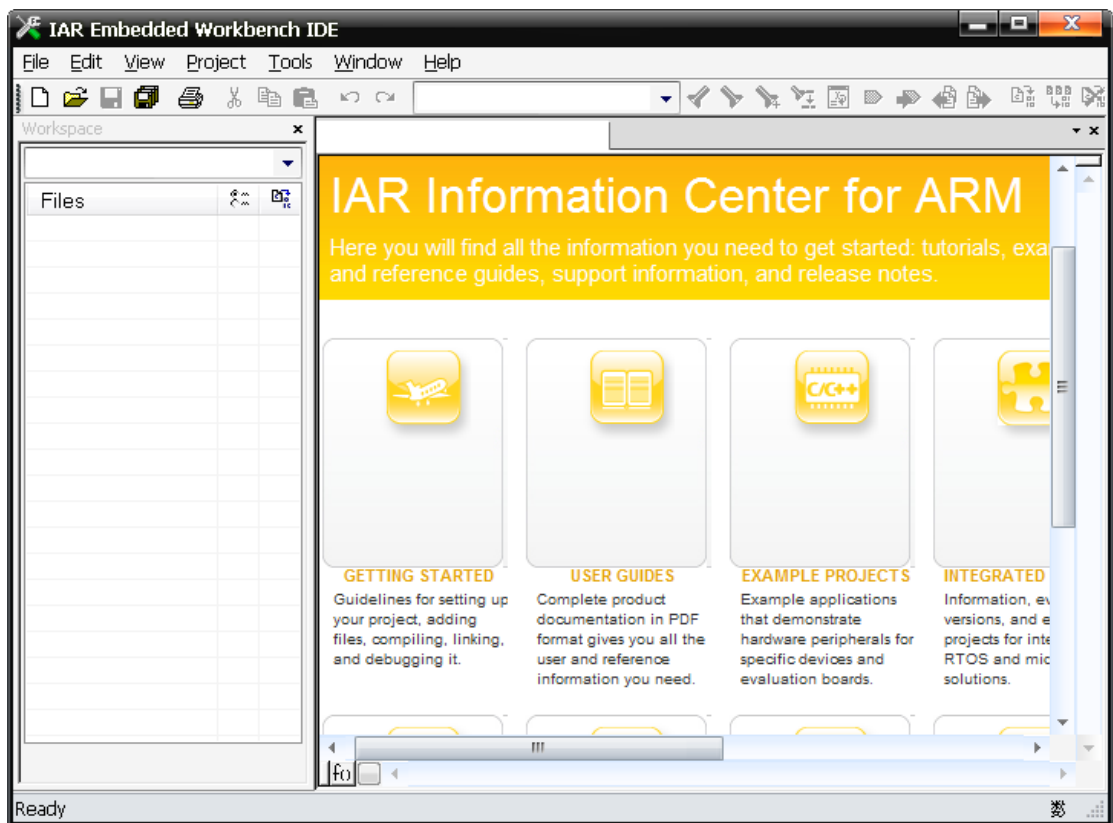 IAR Embedded Workbench IDE
File Edit View Project Tools Window Help
Workspace
Files
IAR Information Center for ARM
Here you will find all the information you need to get started: tutorials, exa
and reference guides, support information, and release notes.
C/C++
GETTING STARTED
Guidelines for setting up
your project, adding
files, compiling, linking,
and debugging it.
USER GUIDES
Complete product
documentation in PDF
format gives you all the
user and reference
information you need.
EXAMPLE PROJECTS
Example applications
that demonstrate
hardware peripherals for
specific devices and
evaluation boards.
INTEGRATED
Information, ev
versions, and e
projects for inte
RTOS and mic
solutions.
Ready